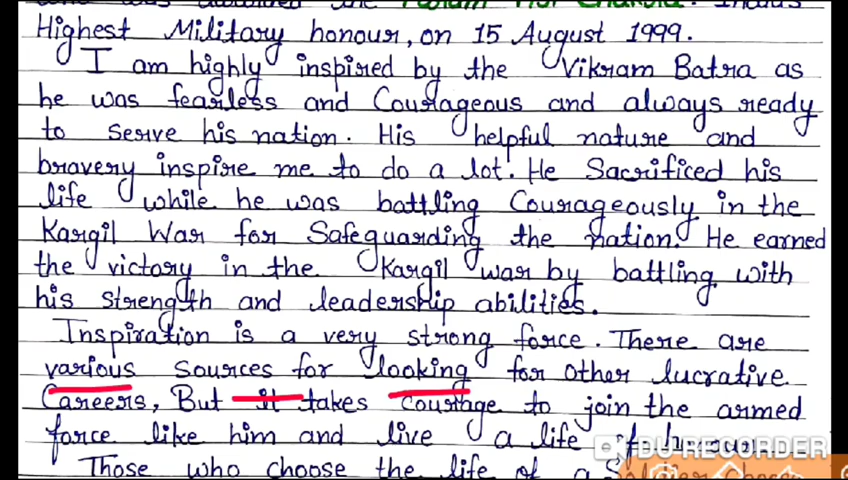 Highest Military honour, on 15 August 1999.
I am highly inspired by the Vikram Batra as
he was fearless and Courageous and always ready
to serve his nation. His helpful nature and
bravery inspire me to do a lot. He Sacrificed his
life while he was battling Courageously in the
Kargil War for Safeguarding the nation. He earned
the victory in the Kargil war by battling with
his strength and leadership abilities.
Inspiration is a very strong force. There are
various sources for looking for other lucrative
Careers, But it takes courage to join the armed
force like him and live a life of
DU RECORDER
Those who choose the life of a